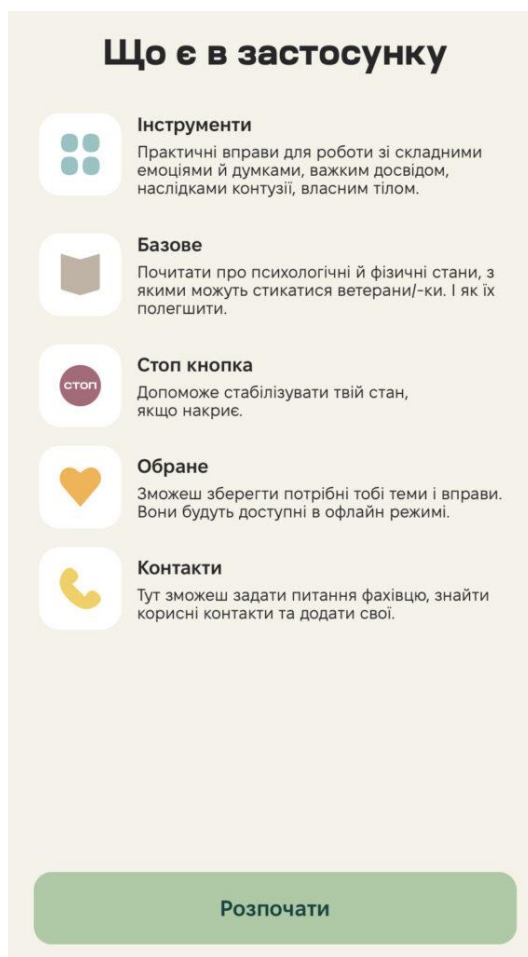 Що є в застосунку
Інструменти
Практичні вправи для роботи зі складними
емоціями й думками, важким досвідом,
наслідками контузії, власним тілом.
Базове
Почитати про психологічні й фізичні стани, з
якими можуть стикатися ветерани/-ки. І як їх
полегшити.
СТОП
Стоп кнопка
Допоможе стабілізувати твій стан,
якщо накриє.
Обране
Зможеш зберегти потрібні тобі теми і вправи.
Вони будуть доступні в офлайн режимі.
Контакти
Тут зможеш задати питання фахівцю, знайти
корисні контакти та додати свої.
Розпочати